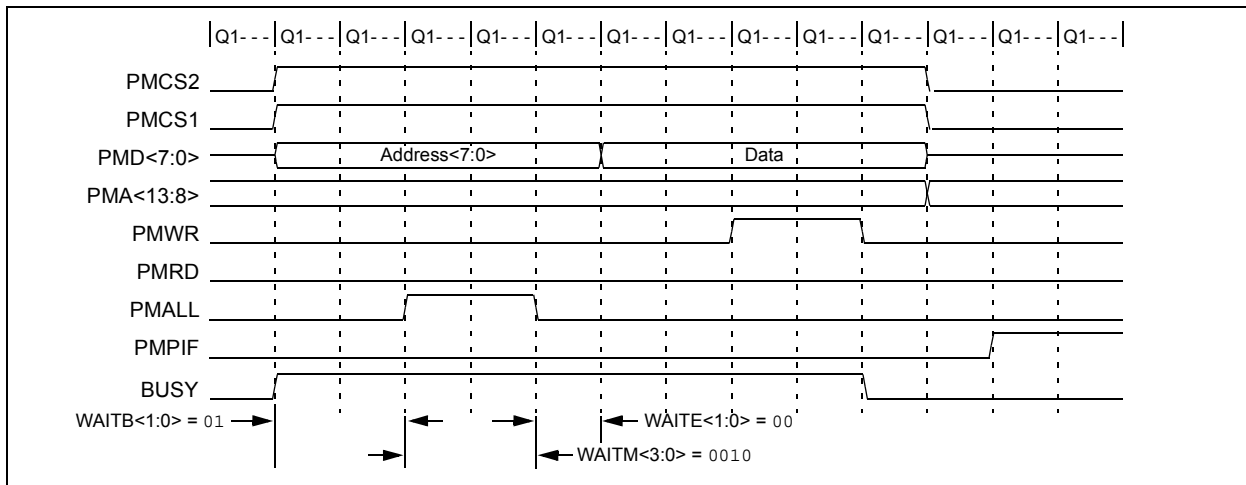 Q1--- Q1--- Q1--- Q1--- Q1--- Q1--- Q1--- Q1--- Q1--- Q1--- Q1--- Q1--- Q1--- Q1---
PMCS2
PMCS1
PMD<7:0> Address<7:0> Data
PMA<13:8>
PMWR
PMRD
PMALL
PMPIF
BUSY
WAITB<1:0> = 01 WAITE<1:0> = 00
WAITM<3:0> = 0010